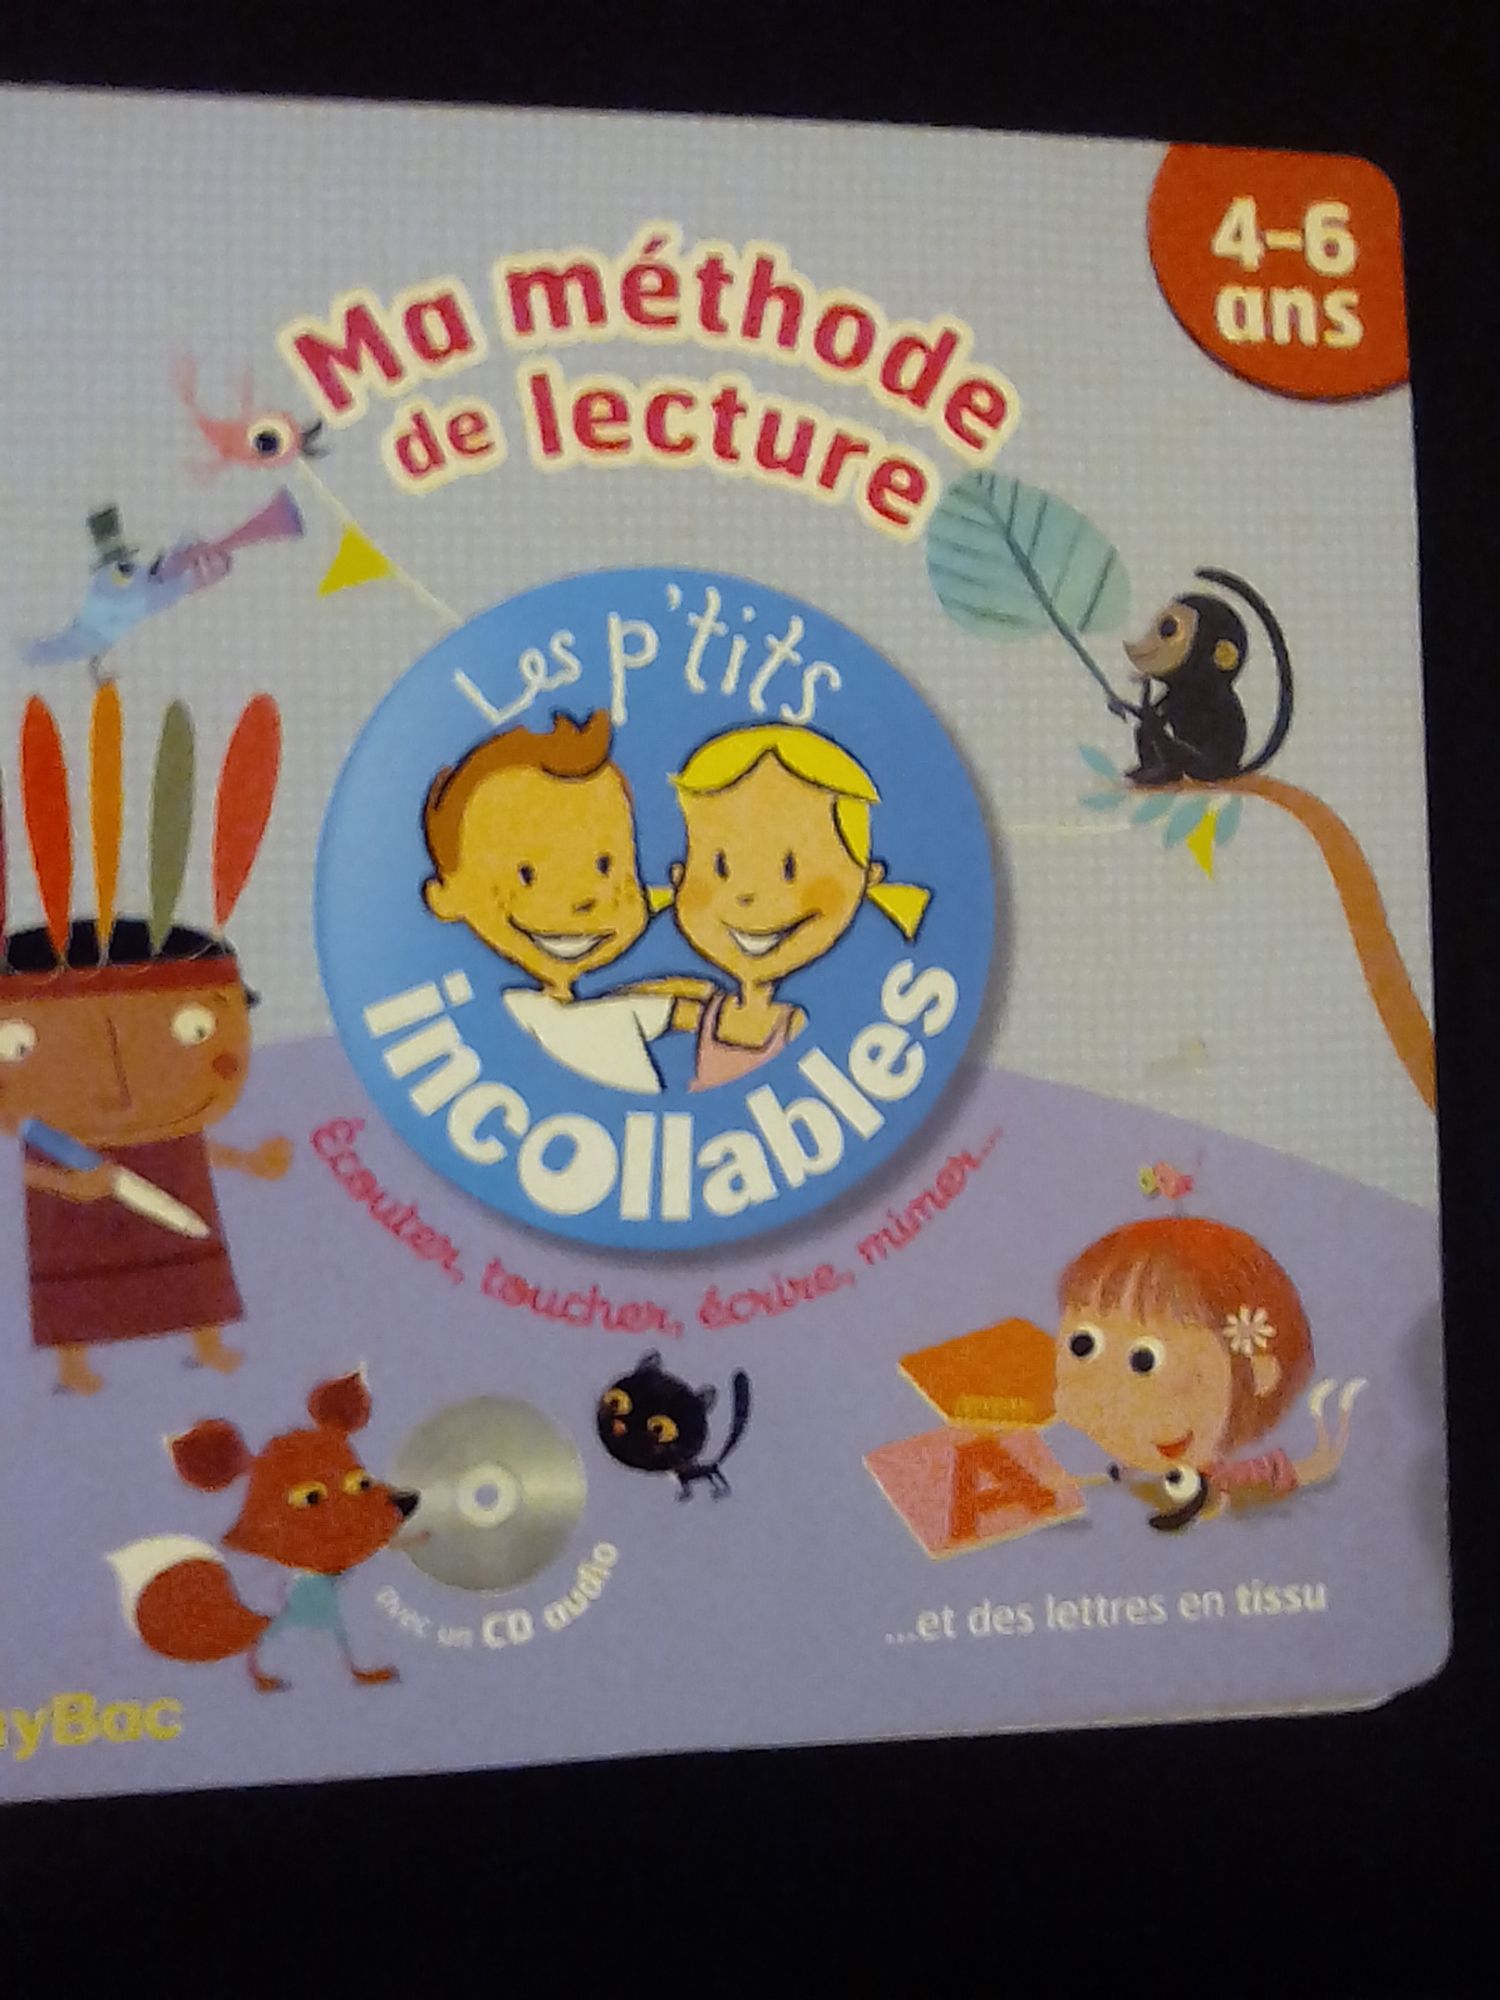 4-6
ans
Ma méthode
de lecture
Les p'tits
incollables
Écouter, toucher, écrire, mimer...
A
avec un CD audio
...et des lettres en tissu
ayBac